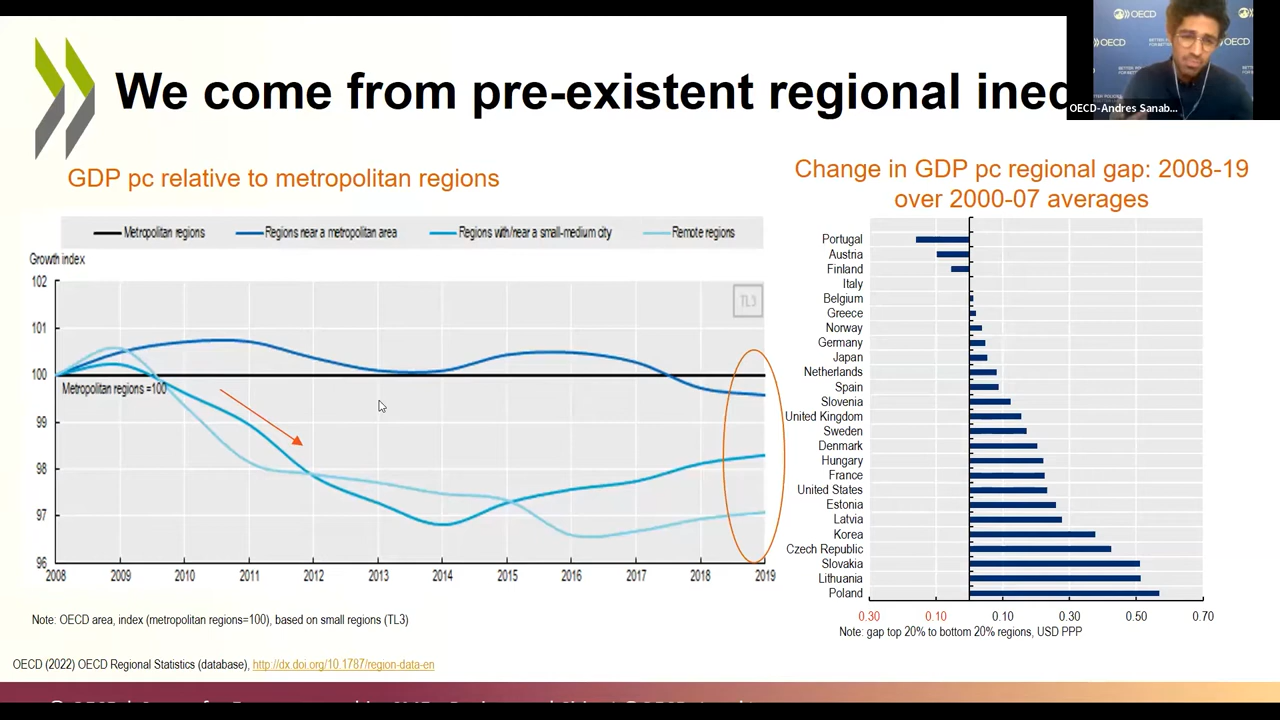 We come from pre-existent regional ineq
OECD
OECD
OECD
OECD-Andres Sanab...
GDP pc relative to metropolitan regions
Change in GDP pc regional gap: 2008-19
over 2000-07 averages
Metropolitan regions
Regions near a metropolitan area
Regions with/near a small-medium city
Remote regions
Growth index
102
101
100
99
98
97
96
TL3
Metropolitan regions =100
2008
2009
2010
2011
2012
2013
2014
2015
2016
2017
2018
2019
Note: OECD area, index (metropolitan regions=100), based on small regions (TL3)
Portugal
Austria
Finland
Italy
Belgium
Greece
Norway
Germany
Japan
Netherlands
Spain
Slovenia
United Kingdom
Sweden
Denmark
Hungary
France
United States
Estonia
Latvia
Korea
Czech Republic
Slovakia
Lithuania
Poland
0.30
0.10
0.10
0.30
0.50
0.70
Note: gap top 20% to bottom 20% regions, USD PPP
OECD (2022) OECD Regional Statistics (database), http://dx.doi.org/10.1787/region-data-en